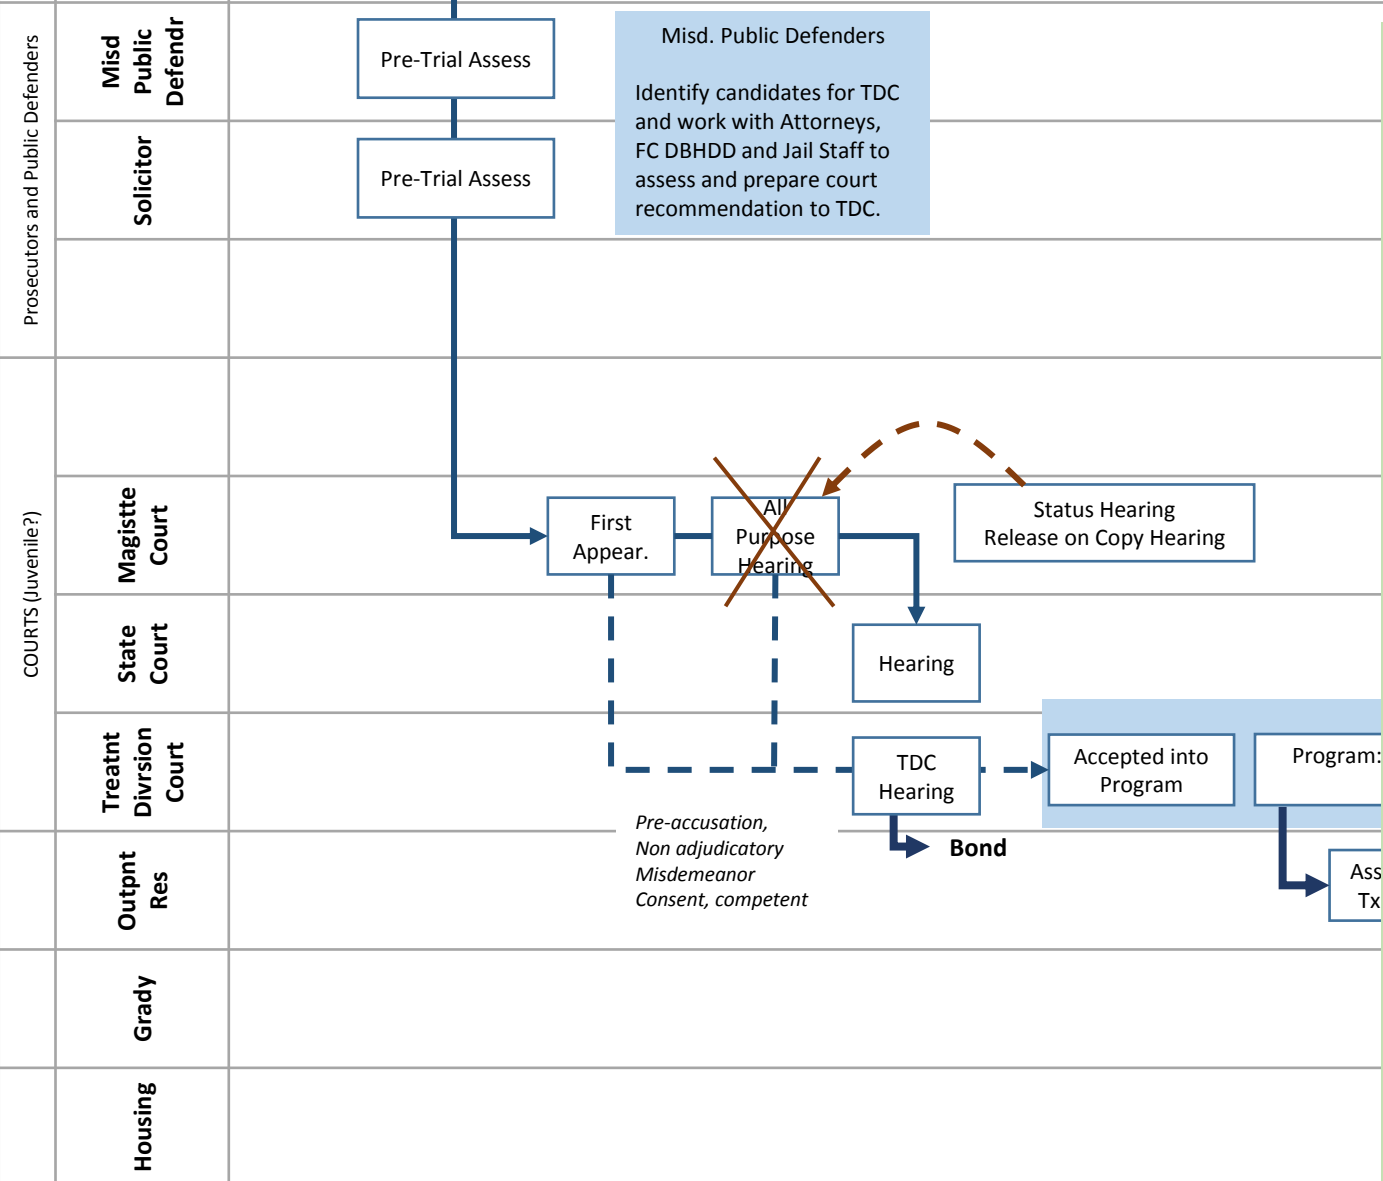 Prosecutors and Public Defenders
Misd
Public
Defendr
Pre-Trial Assess
Misd. Public Defenders
Identify candidates for TDC
and work with Attorneys,
FC DBHDD and Jail Staff to
assess and prepare court
recommendation to TDC.
Solicitor
Pre-Trial Assess
COURTS (Juvenile?)
Magistte
Court
First
Appear.
All
Purpose
Hearing
Status Hearing
Release on Copy Hearing
State
Court
Hearing
Treatnt
Divrsion
Court
TDC
Hearing
Accepted into
Program
Program:
Pre-accusation,
Non adjudicatory
Misdemeanor
Consent, competent
Bond
Outpnt
Res
Ass
Tx
Grady
Housing